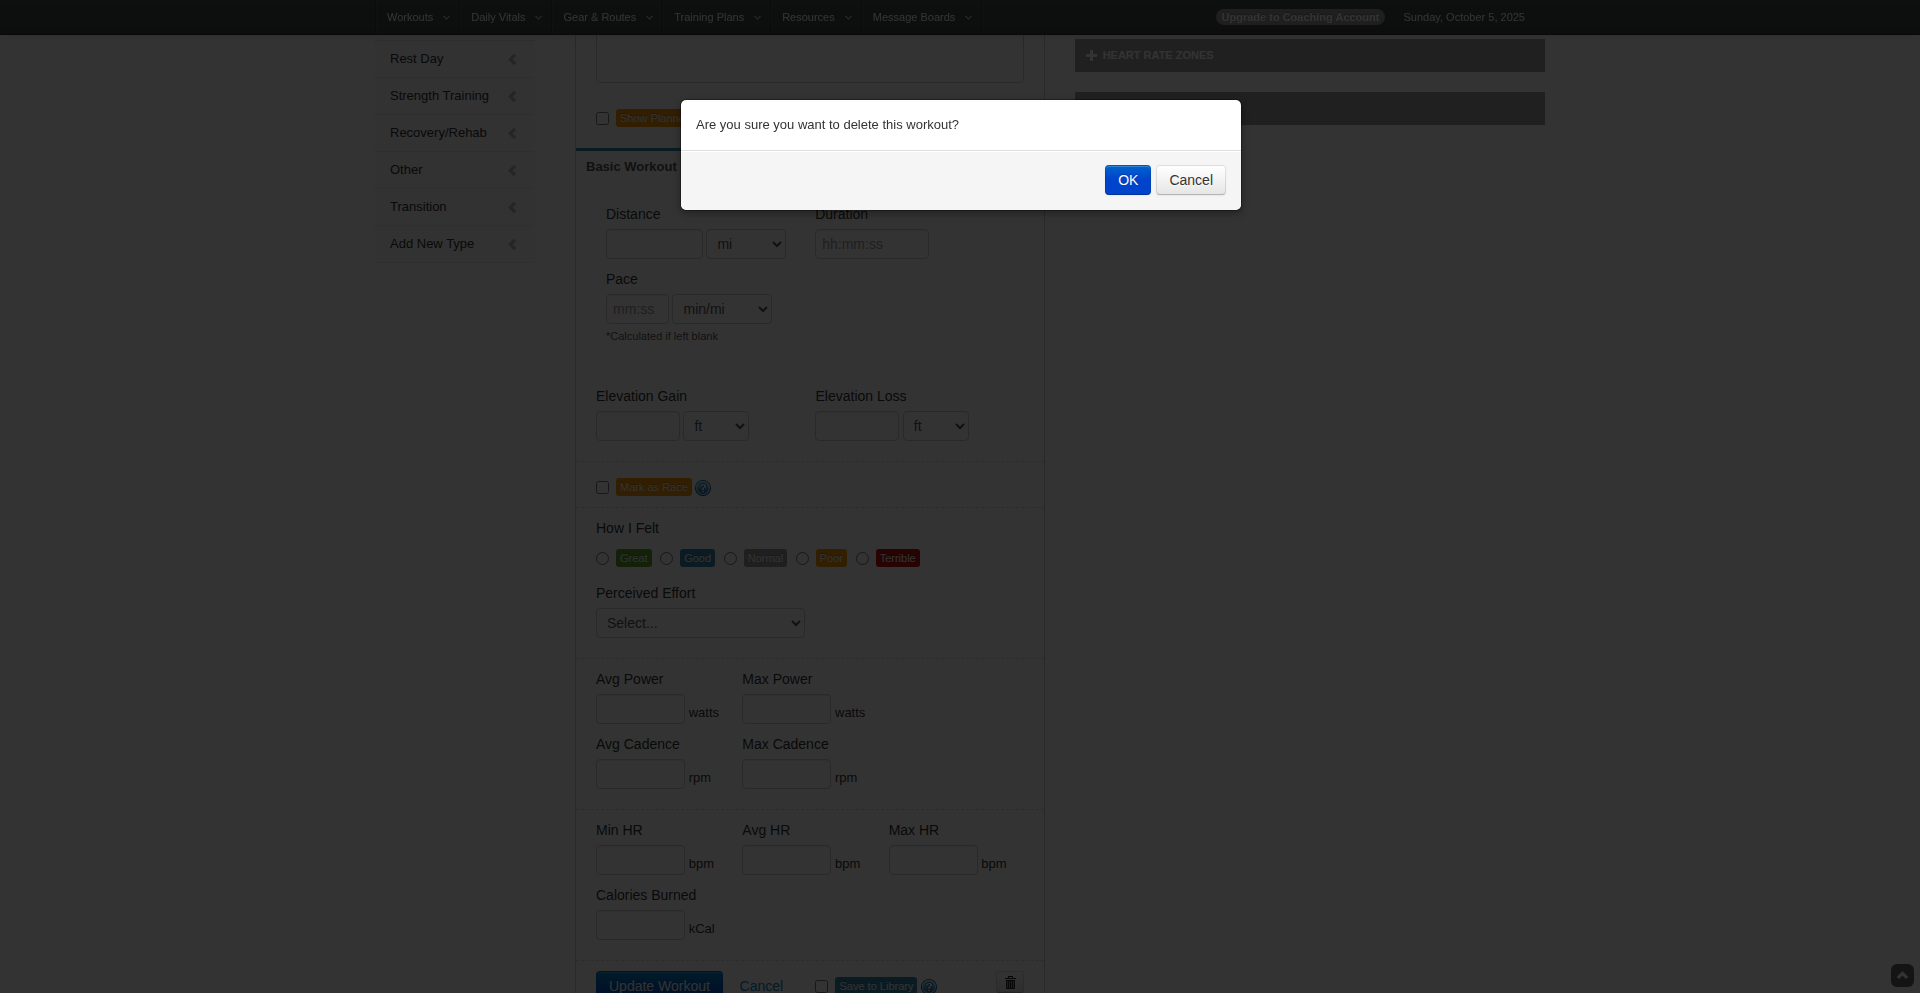 Workouts Daily Vitals Gear & Routes Training Plans Resources Message Boards Upgrade to Coaching Account Sunday, October 5, 2025
Rest Day
Strength Training
Recovery/Rehab
Other
Transition
Add New Type
HEART RATE ZONES
Are you sure you want to delete this workout?
OK Cancel
Basic Workout
Distance Duration
mi hh:mm:ss
Pace
mm:ss min/mi
*Calculated if left blank
Elevation Gain Elevation Loss
ft ft
Mark as Race ?
How I Felt
Great Good Normal Poor Terrible
Perceived Effort
Select...
Avg Power Max Power
watts watts
Avg Cadence Max Cadence
rpm rpm
Min HR Avg HR Max HR
bpm bpm bpm
Calories Burned
kCal
Update Workout Cancel Save to Library ?